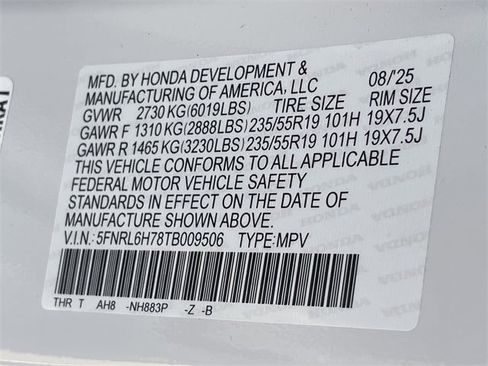 MFD. BY HONDA DEVELOPMENT &
MANUFACTURING OF AMERICA, LLC 08/'25
GVWR 2730 KG(6019LBS) TIRE SIZE RIM SIZE
GAWR F 1310 KG(2888LBS) 235/55R19 101H 19X7.5J
GAWR R 1465 KG(3230LBS) 235/55R19 101H 19X7.5J
THIS VEHICLE CONFORMS TO ALL APPLICABLE
FEDERAL MOTOR VEHICLE SAFETY
STANDARDS IN EFFECT ON THE DATE OF
MANUFACTURE SHOWN ABOVE.
V.I.N.: 5FNRL6H78TB009506 TYPE: MPV
THR T AH8 -NH883P -Z -B
HONDA HONDA HONDA